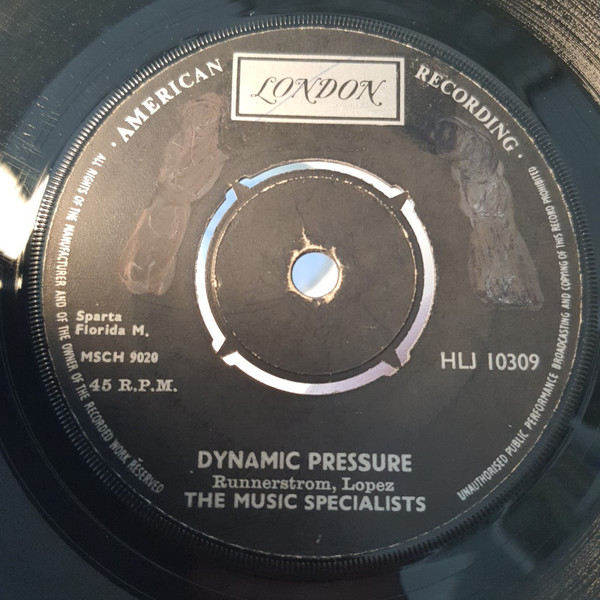 · AMERICAN
LONDON
RECORDING ·
ALL RIGHTS OF THE MANUFACTURER AND OF THE OWNER OF THE RECORDED WORK RESERVED
UNAUTHORISED PUBLIC PERFORMANCE BROADCASTING AND COPYING OF THIS RECORD PROHIBITED
Sparta
Florida M.
MSCH 9020
45 R.P.M.
HLJ 10309
DYNAMIC PRESSURE
Runnerstrom, Lopez
THE MUSIC SPECIALISTS